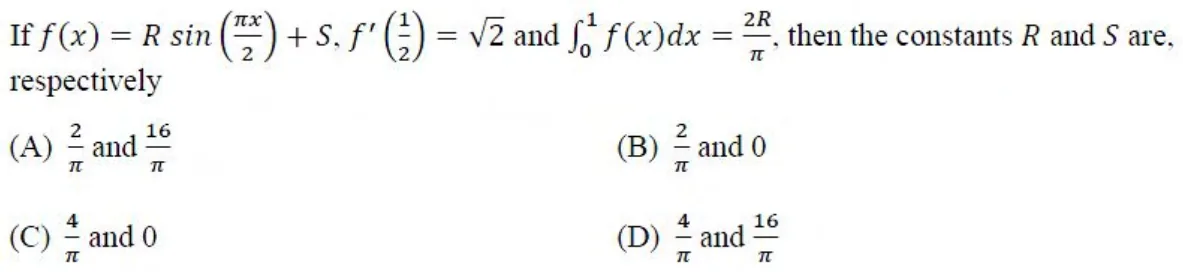 If f(x) = R sin (πx/2) + S, f′(1/2) = √2 and ∫₀¹ f(x)dx = 2R/π, then the constants R and S are,
respectively
(A) 2/π and 16/π (B) 2/π and 0
(C) 4/π and 0 (D) 4/π and 16/π